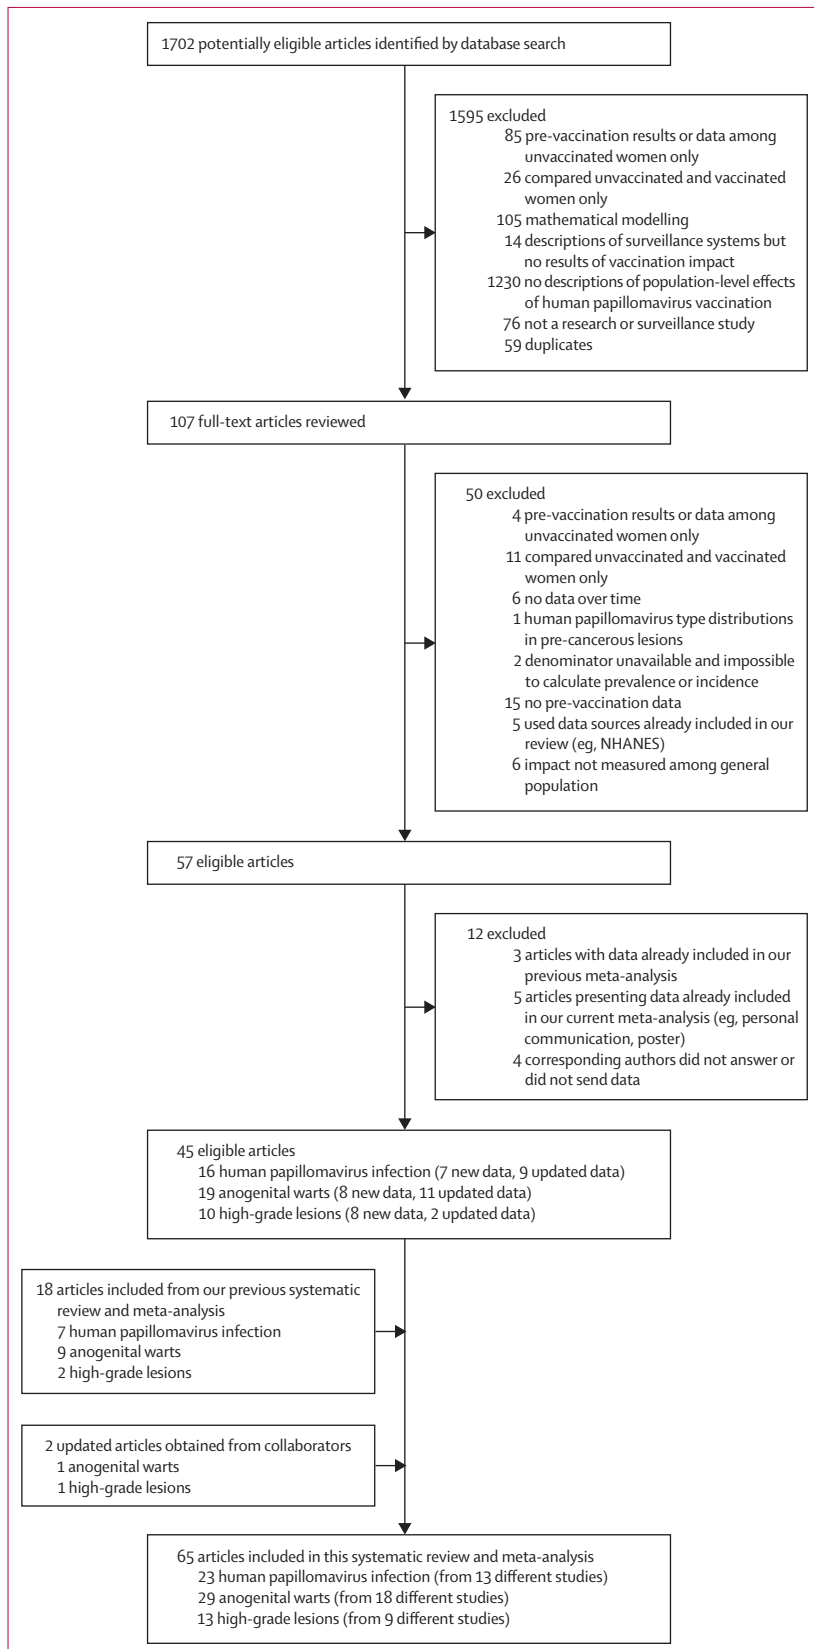 1702 potentially eligible articles identified by database search
1595 excluded
85 pre-vaccination results or data among
unvaccinated women only
26 compared unvaccinated and vaccinated
women only
105 mathematical modelling
14 descriptions of surveillance systems but
no results of vaccination impact
1230 no descriptions of population-level effects
of human papillomavirus vaccination
76 not a research or surveillance study
59 duplicates
107 full-text articles reviewed
50 excluded
4 pre-vaccination results or data among
unvaccinated women only
11 compared unvaccinated and vaccinated
women only
6 no data over time
1 human papillomavirus type distributions
in pre-cancerous lesions
2 denominator unavailable and impossible
to calculate prevalence or incidence
15 no pre-vaccination data
5 used data sources already included in our
review (eg, NHANES)
6 impact not measured among general
population
57 eligible articles
12 excluded
3 articles with data already included in our
previous meta-analysis
5 articles presenting data already included
in our current meta-analysis (eg, personal
communication, poster)
4 corresponding authors did not answer or
did not send data
45 eligible articles
16 human papillomavirus infection (7 new data, 9 updated data)
19 anogenital warts (8 new data, 11 updated data)
10 high-grade lesions (8 new data, 2 updated data)
18 articles included from our previous systematic
review and meta-analysis
7 human papillomavirus infection
9 anogenital warts
2 high-grade lesions
2 updated articles obtained from collaborators
1 anogenital warts
1 high-grade lesions
65 articles included in this systematic review and meta-analysis
23 human papillomavirus infection (from 13 different studies)
29 anogenital warts (from 18 different studies)
13 high-grade lesions (from 9 different studies)